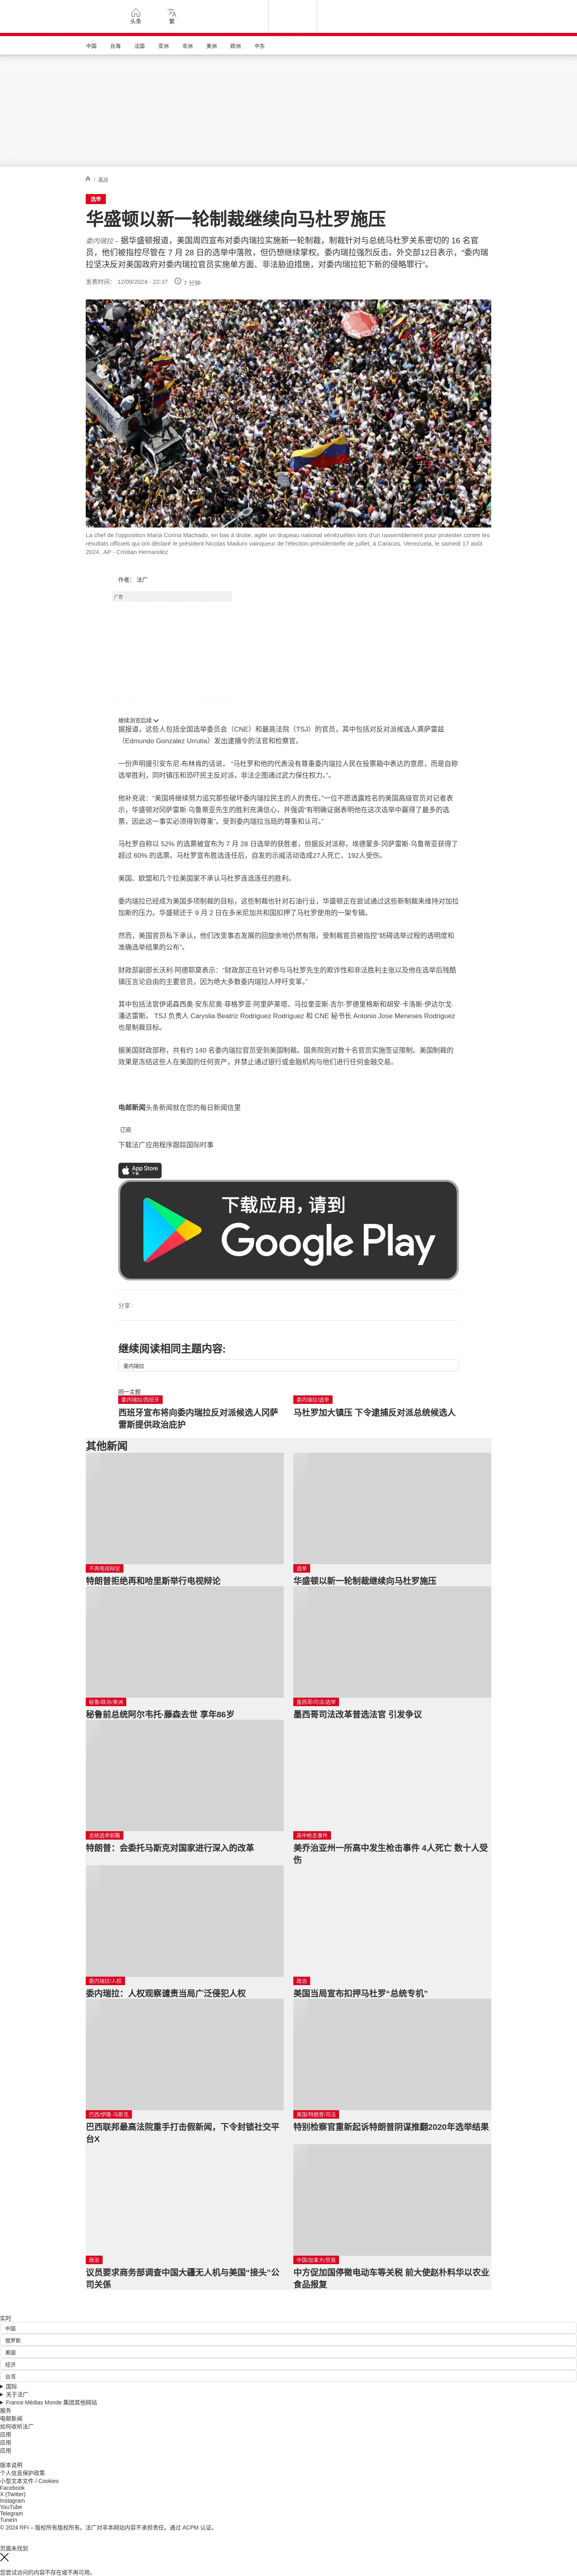 头条
繁
中国
台海
法国
亚洲
非洲
美洲
欧洲
中东
/ 美洲
选举
华盛顿以新一轮制裁继续向马杜罗施压
委内瑞拉 – 据华盛顿报道，美国周四宣布对委内瑞拉实施新一轮制裁，制裁针对与总统马杜罗关系密切的 16 名官
员，他们被指控尽管在 7 月 28 日的选举中落败，但仍想继续掌权。委内瑞拉强烈反击。外交部12日表示，“委内瑞
拉坚决反对美国政府对委内瑞拉官员实施单方面、非法胁迫措施，对委内瑞拉犯下新的侵略罪行”。
发表时间： 12/09/2024 - 22:37 7 分钟
La chef de l'opposition Maria Corina Machado, en bas à droite, agite un drapeau national vénézuélien lors d'un rassemblement pour protester contre les
résultats officiels qui ont déclaré le président Nicolas Maduro vainqueur de l'élection présidentielle de juillet, à Caracas, Venezuela, le samedi 17 août
2024. AP - Cristian Hernandez
作者： 法广
广告
继续浏览后续
据报道，这些人包括全国选举委员会（CNE）和最高法院（TSJ）的官员，其中包括对反对派候选人龚萨雷兹
（Edmundo Gonzalez Urrutia）发出逮捕令的法官和检察官。
一份声明援引安东尼·布林肯的话说， “马杜罗和他的代表没有尊重委内瑞拉人民在投票箱中表达的意愿，而是自称
选举胜利，同时镇压和恐吓民主反对派，非法企图通过武力保住权力。”。
他补充说：“美国将继续努力追究那些破坏委内瑞拉民主的人的责任。”一位不愿透露姓名的美国高级官员对记者表
示，华盛顿对冈萨雷斯·乌鲁蒂亚先生的胜利充满信心，并强调“有明确证据表明他在这次选举中赢得了最多的选
票，因此这一事实必须得到尊重”。受到委内瑞拉当局的尊重和认可。”
马杜罗自称以 52% 的选票被宣布为 7 月 28 日选举的获胜者，但据反对派称，埃德蒙多·冈萨雷斯·乌鲁蒂亚获得了
超过 60% 的选票。马杜罗宣布胜选连任后，自发的示威活动造成27人死亡、192人受伤。
美国、欧盟和几个拉美国家不承认马杜罗连选连任的胜利。
委内瑞拉已经成为美国多项制裁的目标，这些制裁也针对石油行业，华盛顿正在尝试通过这些新制裁来维持对加拉
加斯的压力。华盛顿还于 9 月 2 日在多米尼加共和国扣押了马杜罗使用的一架专辑。
然而，美国官员私下承认，他们改变事态发展的回旋余地仍然有限。受制裁官员被指控“妨碍选举过程的透明度和
准确选举结果的公布”。
财政部副部长沃利·阿德耶莫表示：“财政部正在针对参与马杜罗先生的欺诈性和非法胜利主张以及他在选举后残酷
镇压言论自由的主要官员，因为绝大多数委内瑞拉人呼吁变革。”
其中包括法官伊诺森西奥·安东尼奥·菲格罗亚·阿里萨莱塔、马拉奎亚斯·吉尔·罗德里格斯和胡安·卡洛斯·伊达尔戈·
潘达雷斯。 TSJ 负责人 Caryslia Beatriz Rodriguez Rodriguez 和 CNE 秘书长 Antonio Jose Meneses Rodriguez
也是制裁目标。
据美国财政部称，共有约 140 名委内瑞拉官员受到美国制裁。国务院则对数十名官员实施签证限制。美国制裁的
效果是冻结这些人在美国的任何资产，并禁止通过银行或金融机构与他们进行任何金融交易。
电邮新闻头条新闻就在您的每日新闻信里
订阅
下载法广应用程序跟踪国际时事
App Store
下载
下载应用，请到
Google Play
分享 :
继续阅读相同主题内容:
委内瑞拉
同一主题
委内瑞拉/西班牙
西班牙宣布将向委内瑞拉反对派候选人冈萨
雷斯提供政治庇护
委内瑞拉/选举
马杜罗加大镇压 下令逮捕反对派总统候选人
其他新闻
不再电视辩论
特朗普拒绝再和哈里斯举行电视辩论
选举
华盛顿以新一轮制裁继续向马杜罗施压
秘鲁/政治/美洲
秘鲁前总统阿尔韦托·藤森去世 享年86岁
墨西哥/司法/选举
墨西哥司法改革普选法官 引发争议
总统选举前瞻
特朗普：会委托马斯克对国家进行深入的改革
高中枪击事件
美乔治亚州一所高中发生枪击事件 4人死亡 数十人受
伤
委内瑞拉/人权
委内瑞拉：人权观察谴责当局广泛侵犯人权
政治
美国当局宣布扣押马杜罗“总统专机”
巴西/伊隆·马斯克
巴西联邦最高法院重手打击假新闻，下令封锁社交平
台X
美国/特朗普/司法
特别检察官重新起诉特朗普阴谋推翻2020年选举结果
政治
议员要求商务部调查中国大疆无人机与美国“接头”公
司关係
中国/加拿大/贸易
中方促加国停徵电动车等关税 前大使赵朴料华以农业
食品报复
实时
中国
俄罗斯
美国
经济
台湾
国际
关于法广
France Médias Monde 集团其他网站
服务
电邮新闻
如何收听法广
应用
应用
应用
版本说明
个人信息保护政策
小型文本文件 / Cookies
Facebook
X (Twitter)
Instagram
YouTube
Telegram
TuneIn
© 2024 RFI – 版权所有版权所有。法广对非本网站内容不承担责任。通过 ACPM 认证。
页面未找到
您尝试访问的内容不存在或不再可用。